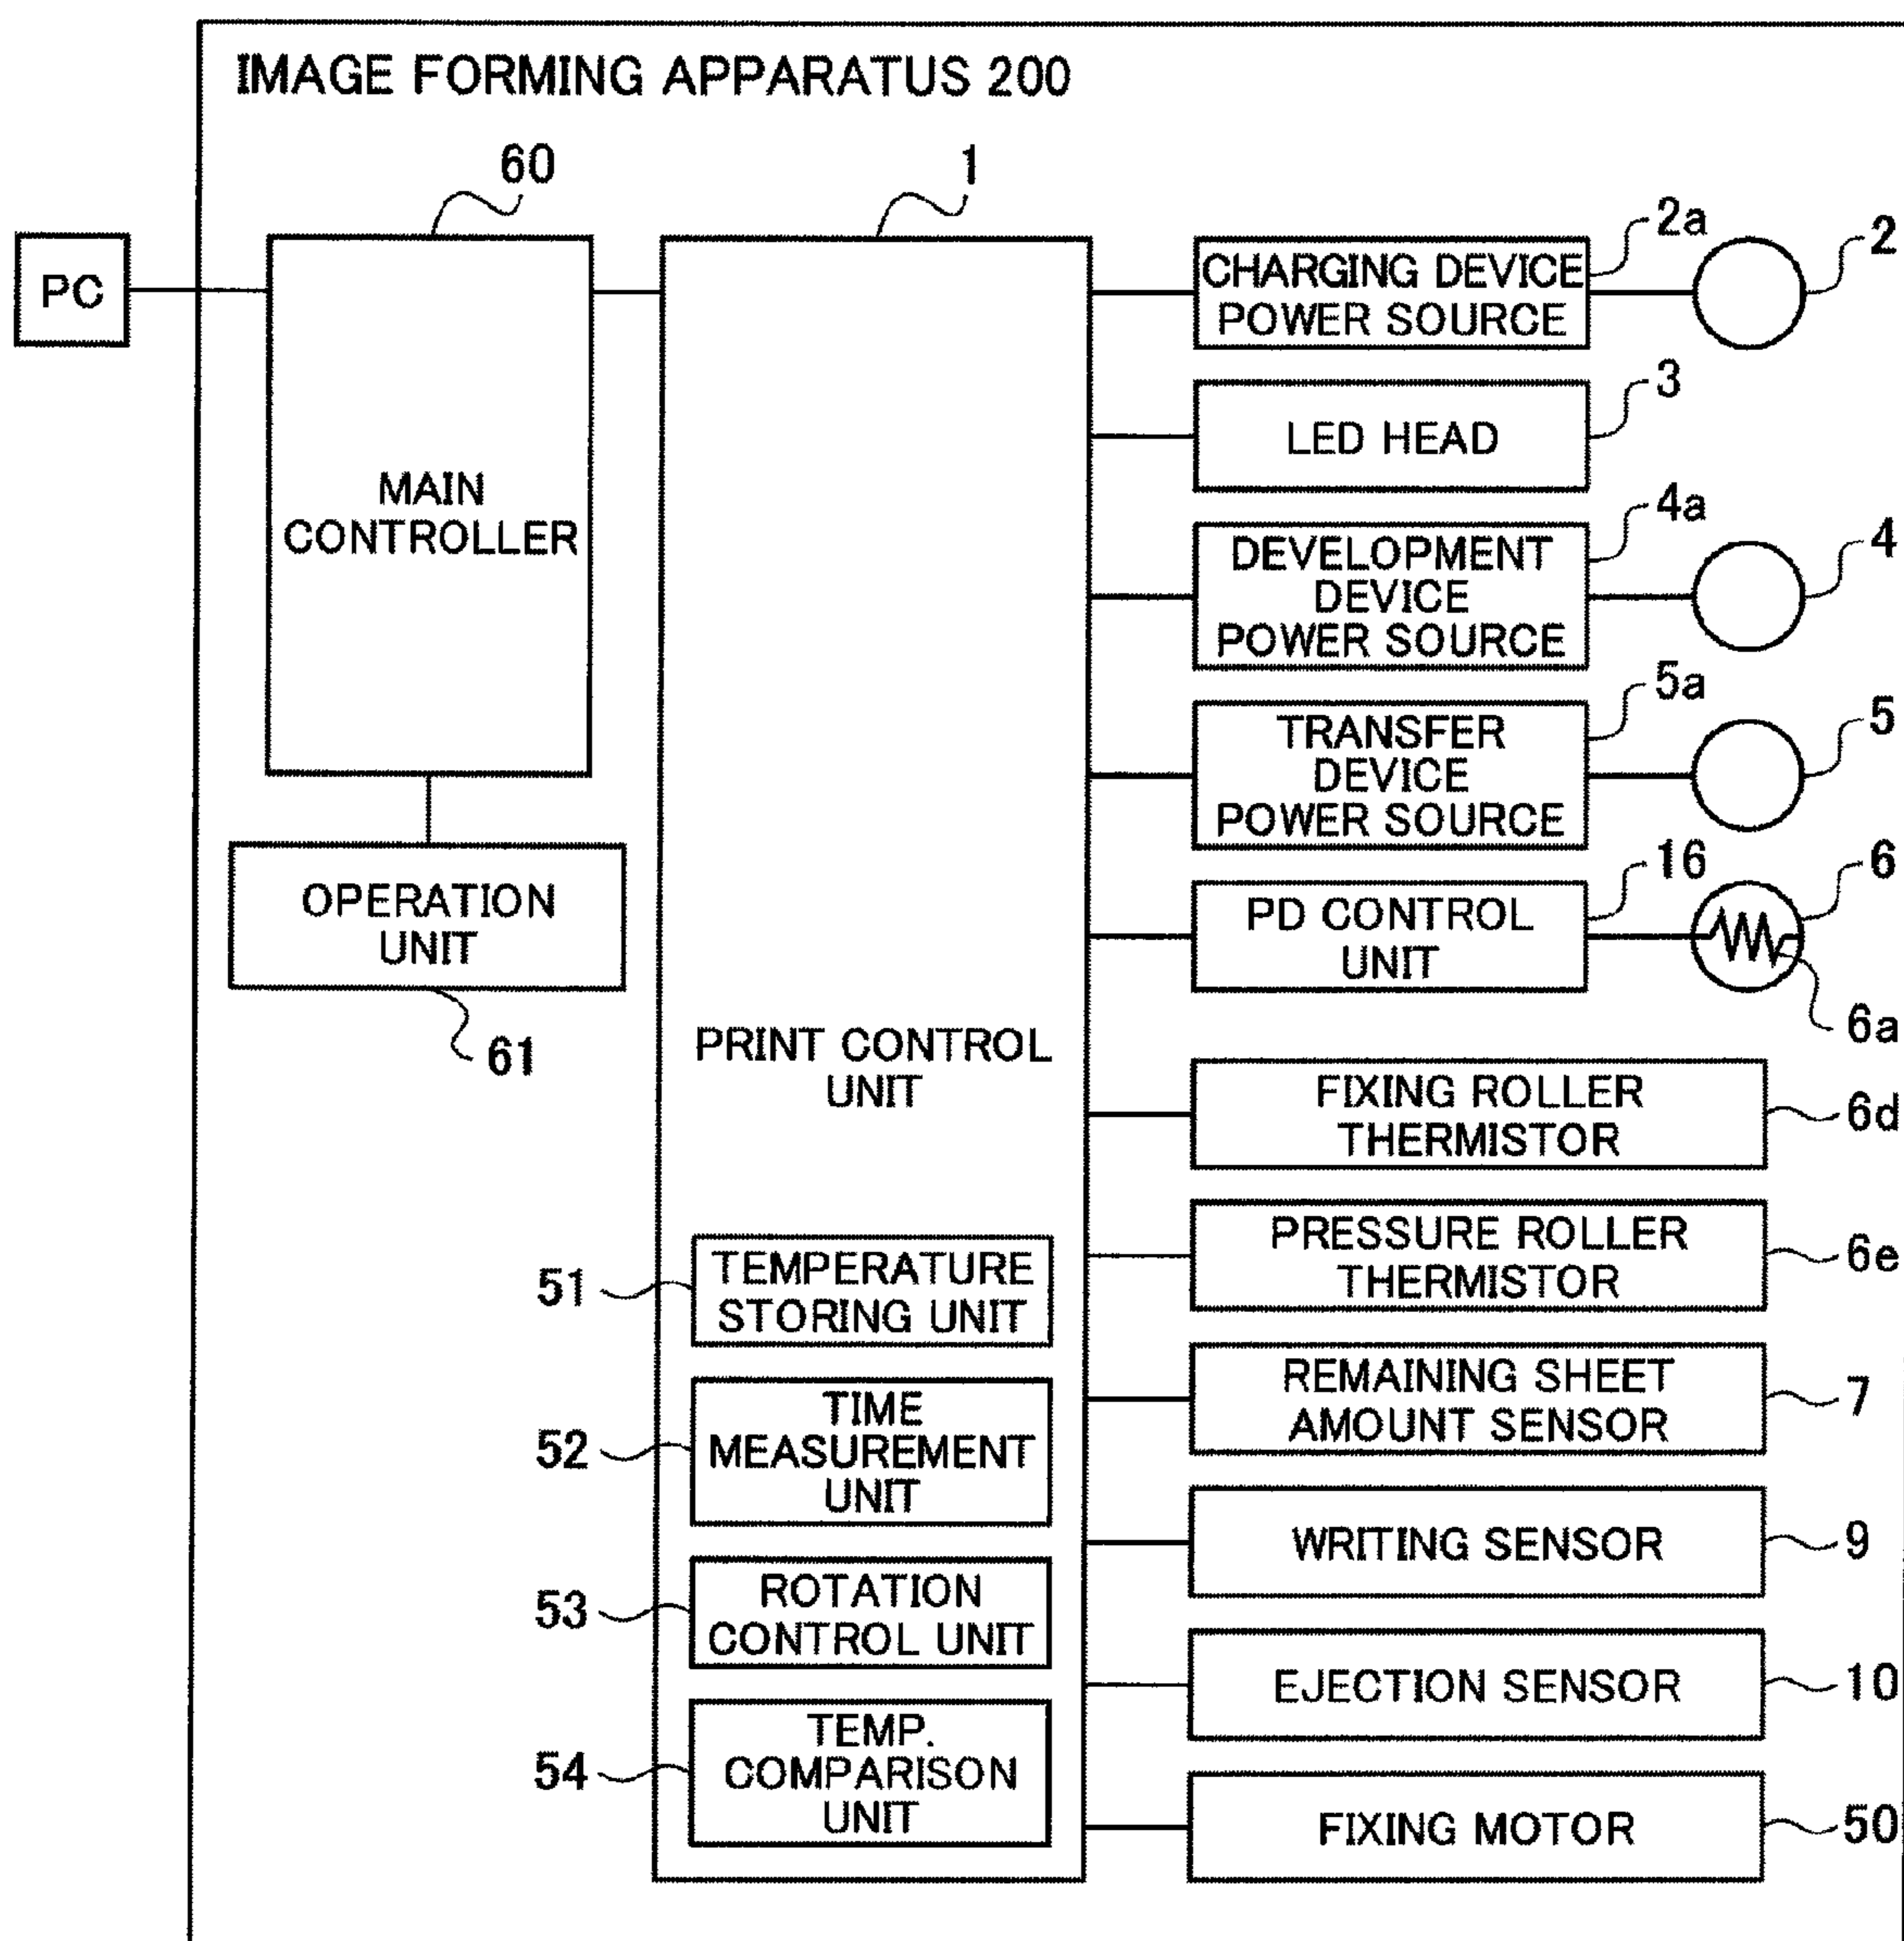 IMAGE FORMING APPARATUS 200
60
1
PC
MAIN
CONTROLLER
OPERATION
UNIT
61
PRINT CONTROL
UNIT
51
TEMPERATURE
STORING UNIT
52
TIME
MEASUREMENT
UNIT
53
ROTATION
CONTROL UNIT
54
TEMP.
COMPARISON
UNIT
2a
2
CHARGING DEVICE
POWER SOURCE
3
LED HEAD
4a
4
DEVELOPMENT
DEVICE
POWER SOURCE
5a
5
TRANSFER
DEVICE
POWER SOURCE
16
6
PD CONTROL
UNIT
6a
FIXING ROLLER
THERMISTOR
6d
PRESSURE ROLLER
THERMISTOR
6e
REMAINING SHEET
AMOUNT SENSOR
7
WRITING SENSOR
9
EJECTION SENSOR
10
FIXING MOTOR
50